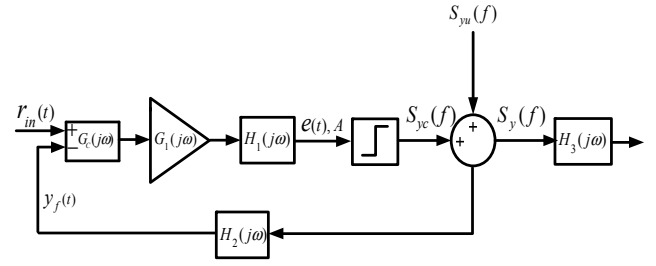 S_yu(f)
r_in(t)
+
−
G_c(jω)
G_1(jω)
H_1(jω)
e(t), A
S_yc(f)
+
+
S_y(f)
H_3(jω)
y_f(t)
H_2(jω)